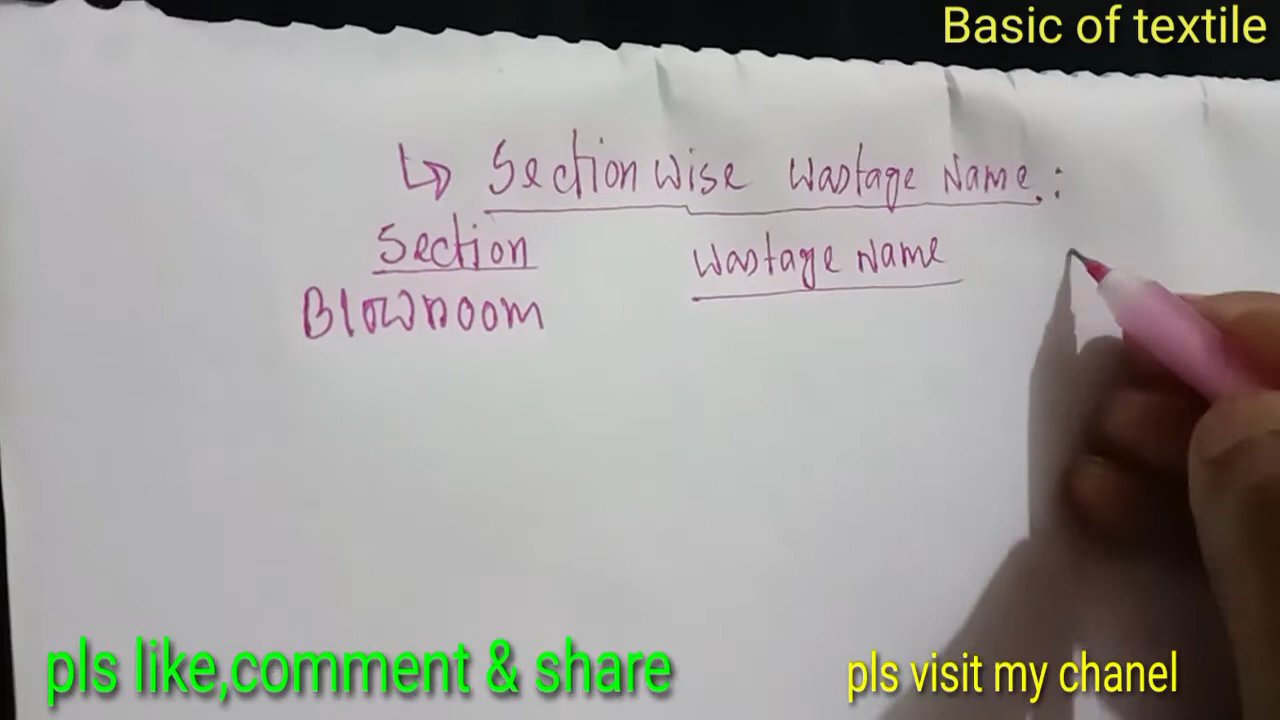 Basic of textile
↳ Section wise wastage Name :
Section wastage Name
Blowroom
pls like,comment & share
pls visit my chanel